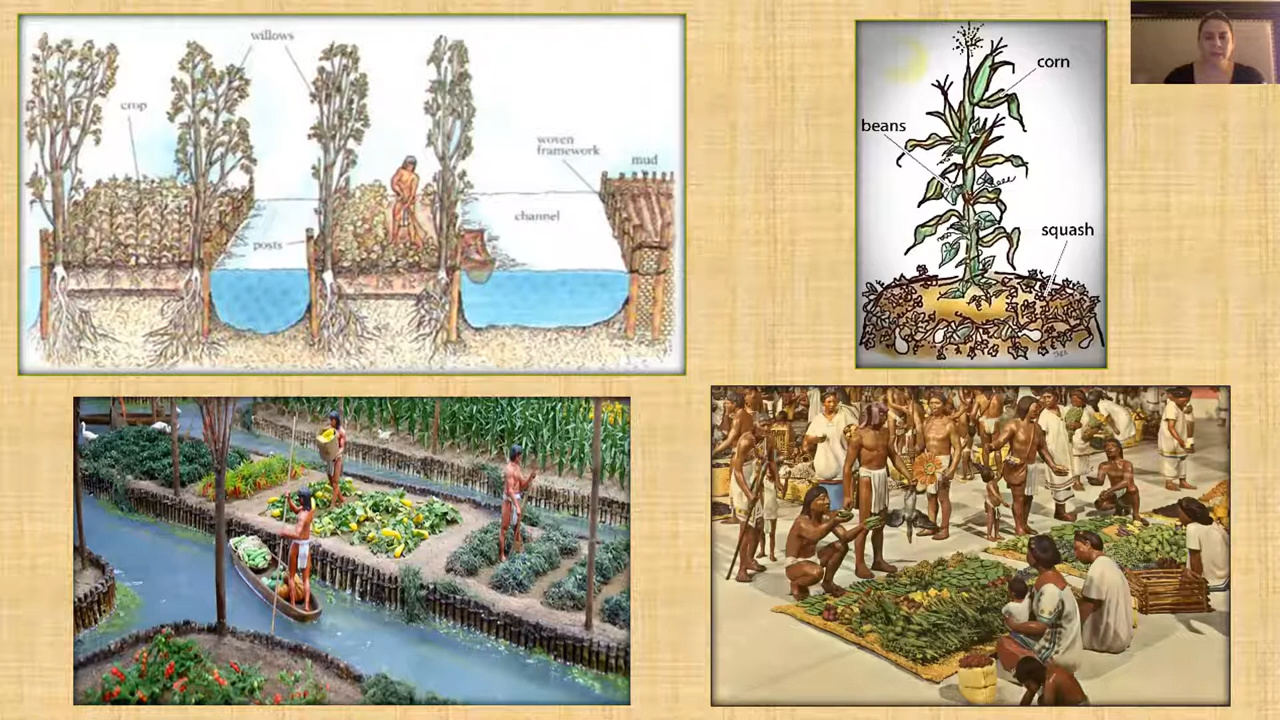 willows
crop
woven
framework
mud
channel
posts
corn
beans
squash